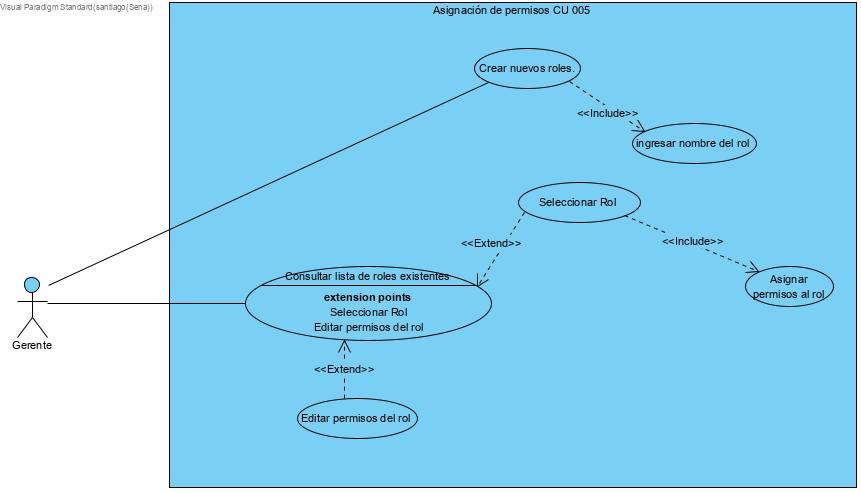 Visual Paradigm Standard(santiago(Sena))
Asignación de permisos CU 005
Crear nuevos roles.
<<Include>>
ingresar nombre del rol
Seleccionar Rol
<<Extend>>
<<Include>>
Consultar lista de roles existentes
extension points
Seleccionar Rol
Editar permisos del rol
Asignar
permisos al rol
Gerente
<<Extend>>
Editar permisos del rol